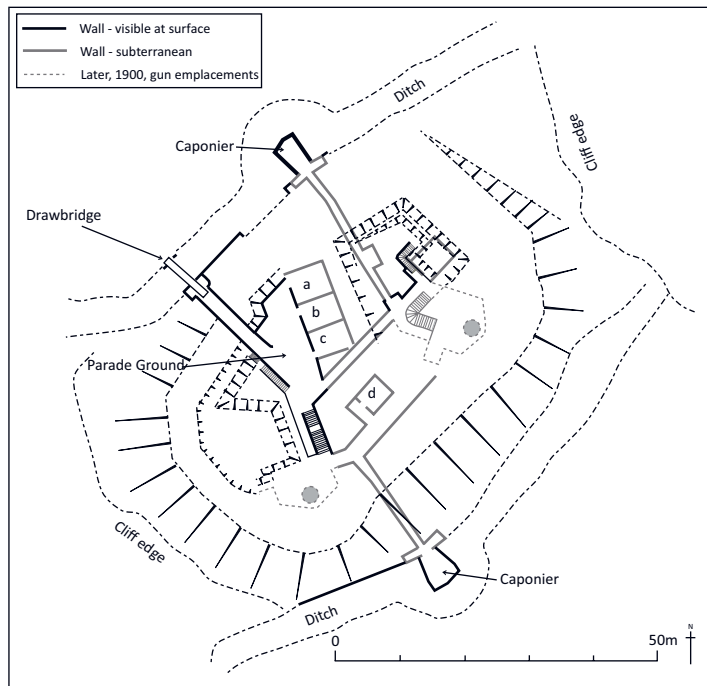 Wall - visible at surface
Wall - subterranean
Later, 1900, gun emplacements
Ditch
Cliff edge
Caponier
Drawbridge
a
b
c
Parade Ground
d
Cliff edge
Caponier
Ditch
0
50m
N